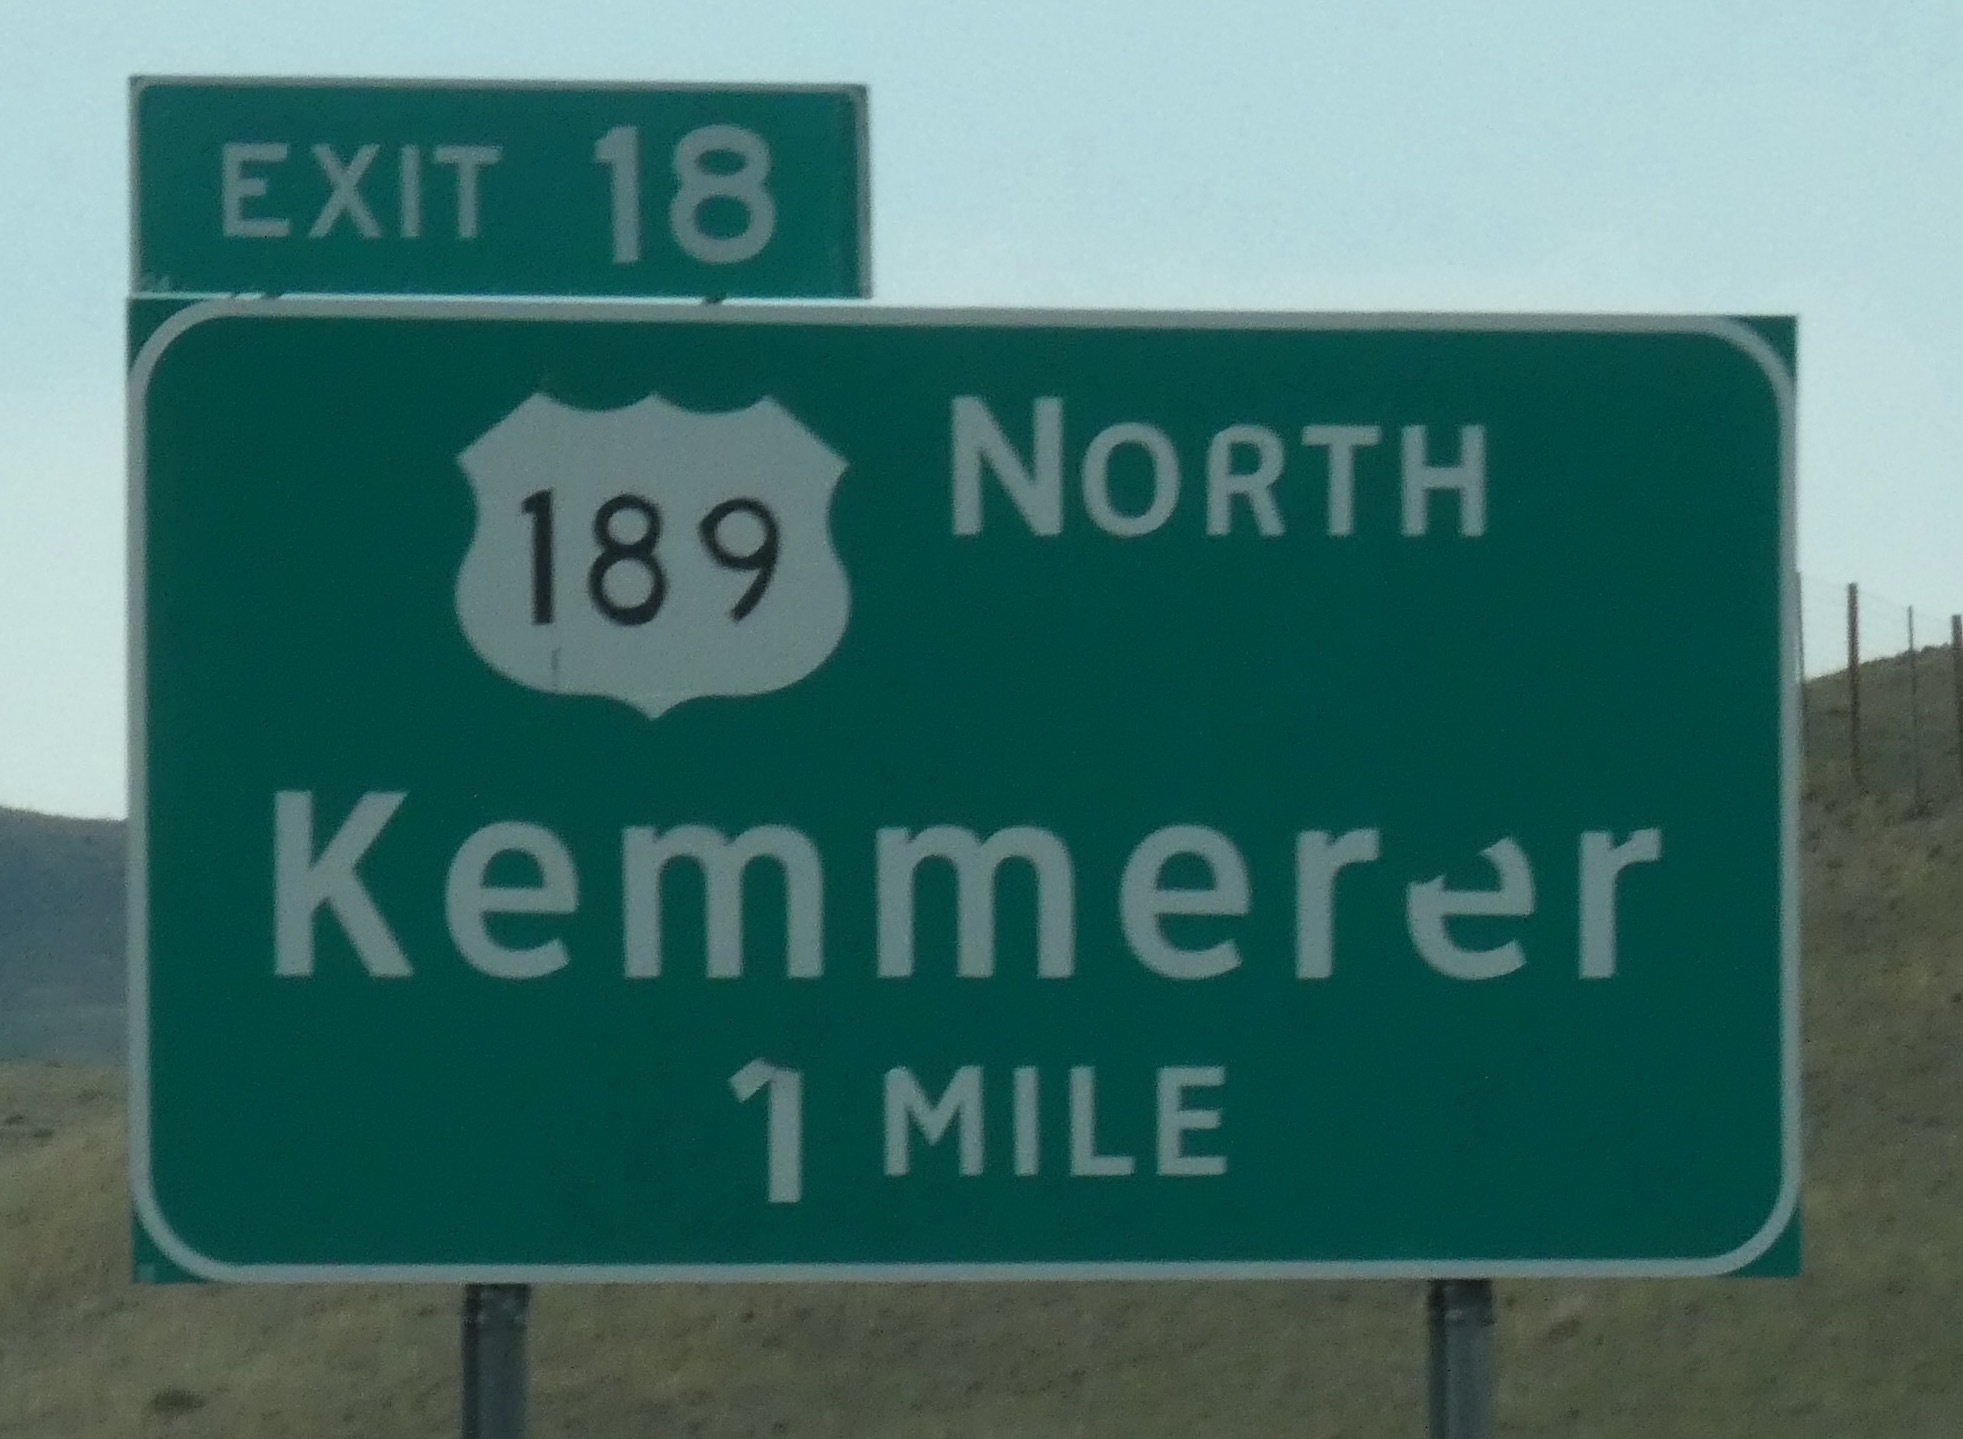 EXIT 18
189 NORTH
Kemmerer
1 MILE